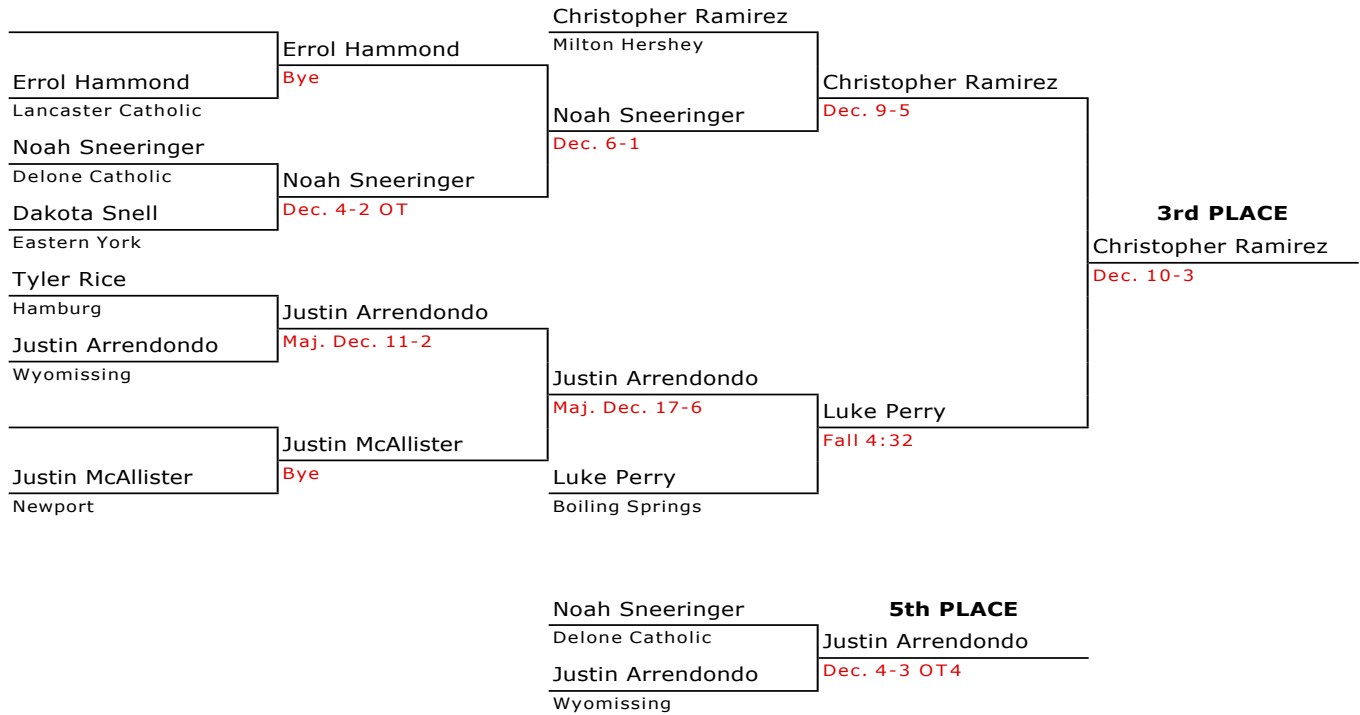 Christopher Ramirez
Milton Hershey
Errol Hammond
Bye
Errol Hammond
Lancaster Catholic
Christopher Ramirez
Dec. 9-5
Noah Sneeringer
Dec. 6-1
Noah Sneeringer
Delone Catholic
Noah Sneeringer
Dec. 4-2 OT
Dakota Snell
Eastern York
3rd PLACE
Christopher Ramirez
Dec. 10-3
Tyler Rice
Hamburg
Justin Arrendondo
Maj. Dec. 11-2
Justin Arrendondo
Wyomissing
Justin Arrendondo
Maj. Dec. 17-6
Luke Perry
Fall 4:32
Justin McAllister
Bye
Justin McAllister
Newport
Luke Perry
Boiling Springs
Noah Sneeringer
Delone Catholic
5th PLACE
Justin Arrendondo
Dec. 4-3 OT4
Justin Arrendondo
Wyomissing